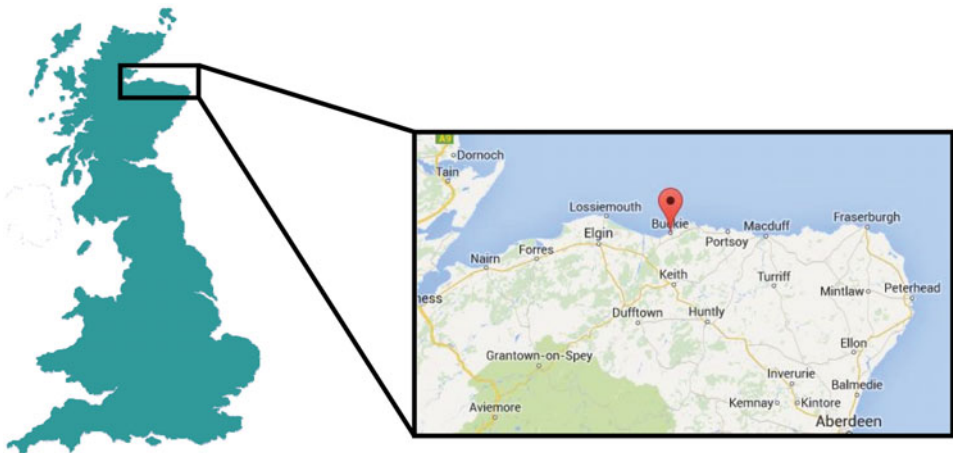 A9
Dornoch
Tain
Lossiemouth
Buckie
Macduff
Fraserburgh
Elgin
Portsoy
Forres
Nairn
Keith
Turriff
ness
Mintlaw
Peterhead
Dufftown
Huntly
Ellon
Grantown-on-Spey
Inverurie
Balmedie
Aviemore
Kemnay
Kintore
Aberdeen